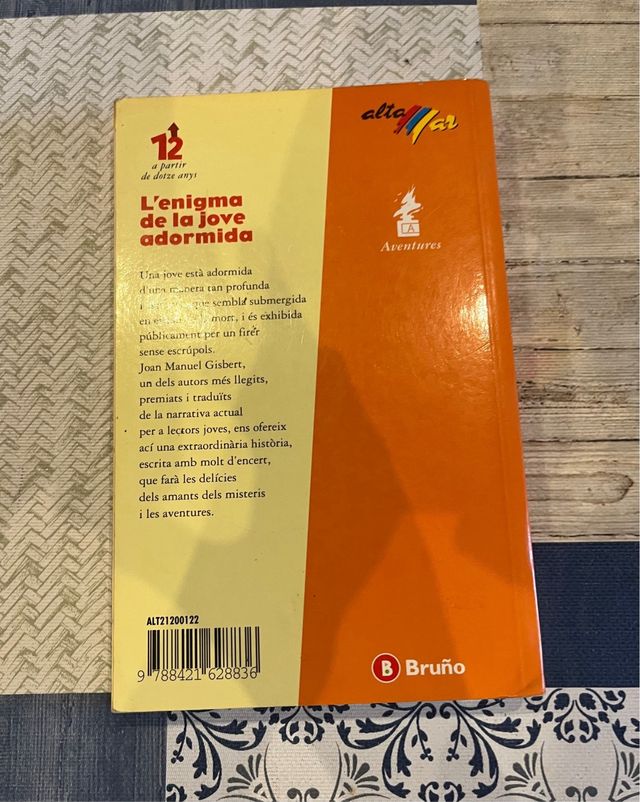 12
a partir
de dotze anys
L'enigma
de la jove
adormida
Una jove està adormida
d'una manera tan profunda
que sembla submergida
en mort, i és exhibida
públicament per un firer
sense escrúpols.
Joan Manuel Gisbert,
un dels autors més llegits,
premiats i traduïts
de la narrativa actual
per a lectors joves, ens ofereix
ací una extraordinària història,
escrita amb molt d'encert,
que farà les delícies
dels amants dels misteris
i les aventures.
ALT21200122
9 788421 628836
alta mar
A
Aventures
B Bruño